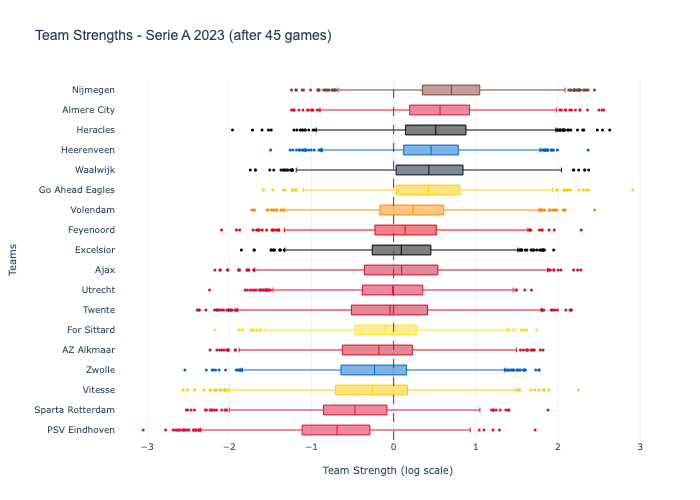 Team Strengths - Serie A 2023 (after 45 games)
Nijmegen
Almere City
Heracles
Heerenveen
Waalwijk
Go Ahead Eagles
Volendam
Feyenoord
Excelsior
Ajax
Utrecht
Twente
For Sittard
AZ Alkmaar
Zwolle
Vitesse
Sparta Rotterdam
PSV Eindhoven
Teams
−3 −2 −1 0 1 2 3
Team Strength (log scale)